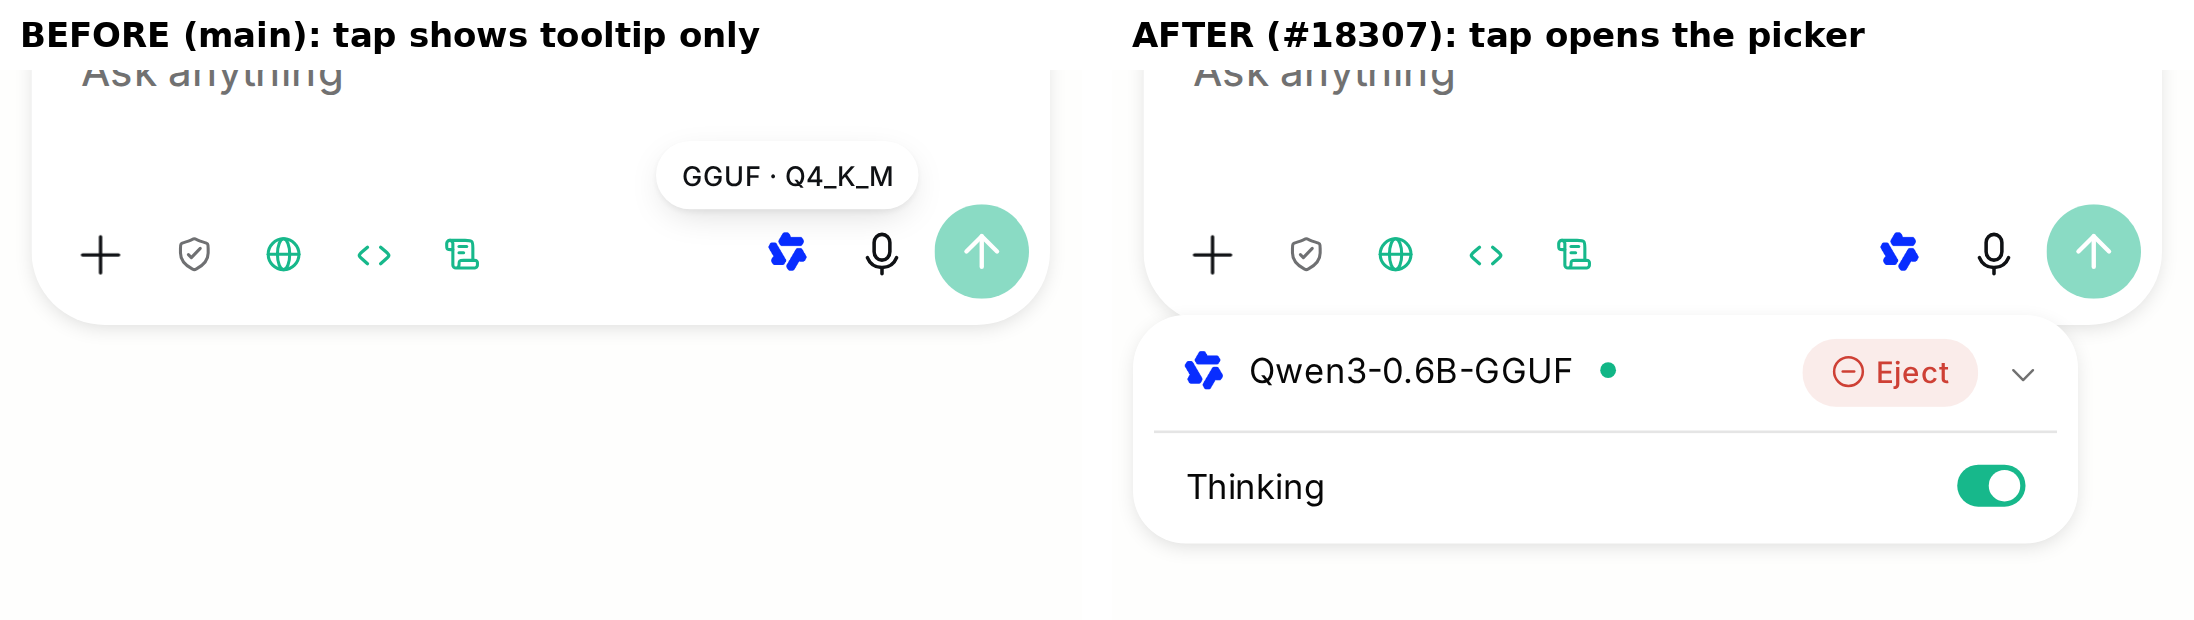 BEFORE (main): tap shows tooltip only
Ask anything
GGUF · Q4_K_M
AFTER (#18307): tap opens the picker
Ask anything
Qwen3-0.6B-GGUF
Eject
Thinking